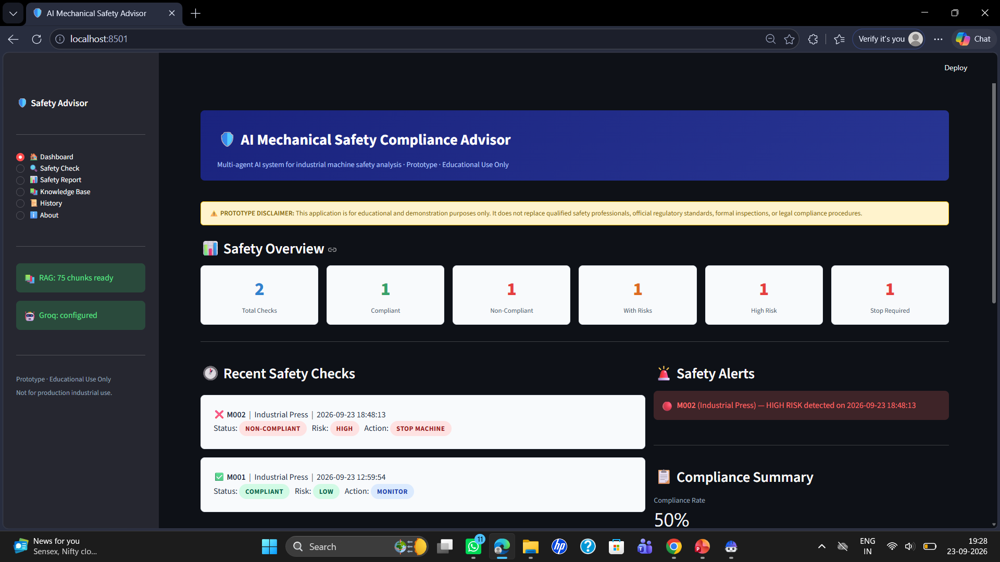 AI Mechanical Safety Advisor
localhost:8501
Verify it's you
Chat
Deploy
Safety Advisor
Dashboard
Safety Check
Safety Report
Knowledge Base
History
About
RAG: 75 chunks ready
Groq: configured
Prototype · Educational Use Only
Not for production industrial use.
AI Mechanical Safety Compliance Advisor
Multi-agent AI system for industrial machine safety analysis · Prototype · Educational Use Only
PROTOTYPE DISCLAIMER: This application is for educational and demonstration purposes only. It does not replace qualified safety professionals, official regulatory standards, formal inspections, or legal compliance procedures.
Safety Overview
2
Total Checks
1
Compliant
1
Non-Compliant
1
With Risks
1
High Risk
1
Stop Required
Recent Safety Checks
M002 | Industrial Press | 2026-09-23 18:48:13
Status: NON-COMPLIANT Risk: HIGH Action: STOP MACHINE
M001 | Industrial Press | 2026-09-23 12:59:54
Status: COMPLIANT Risk: LOW Action: MONITOR
Safety Alerts
M002 (Industrial Press) — HIGH RISK detected on 2026-09-23 18:48:13
Compliance Summary
Compliance Rate
50%
News for you
Sensex, Nifty clo...
Search
11
hp
ENG
IN
19:28
23-09-2026